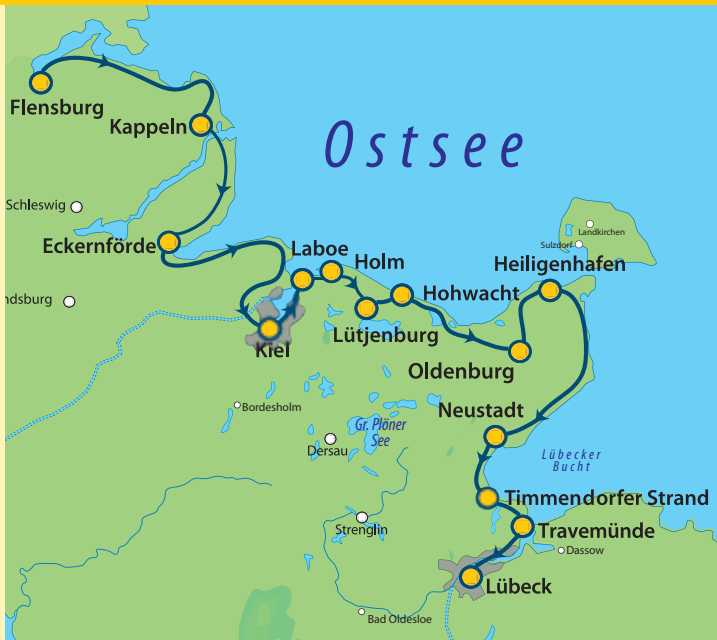 Flensburg
Kappeln
Ostsee
Schleswig
Landkirchen
Sulzdorf
Eckernförde
Laboe
Holm
Heiligenhafen
ndsburg
Hohwacht
Lütjenburg
Kiel
Oldenburg
Bordesholm
Neustadt
Gr. Plöner
See
Dersau
Lübecker
Bucht
Timmendorfer Strand
Strenglin
Travemünde
Dassow
Lübeck
Bad Oldesloe